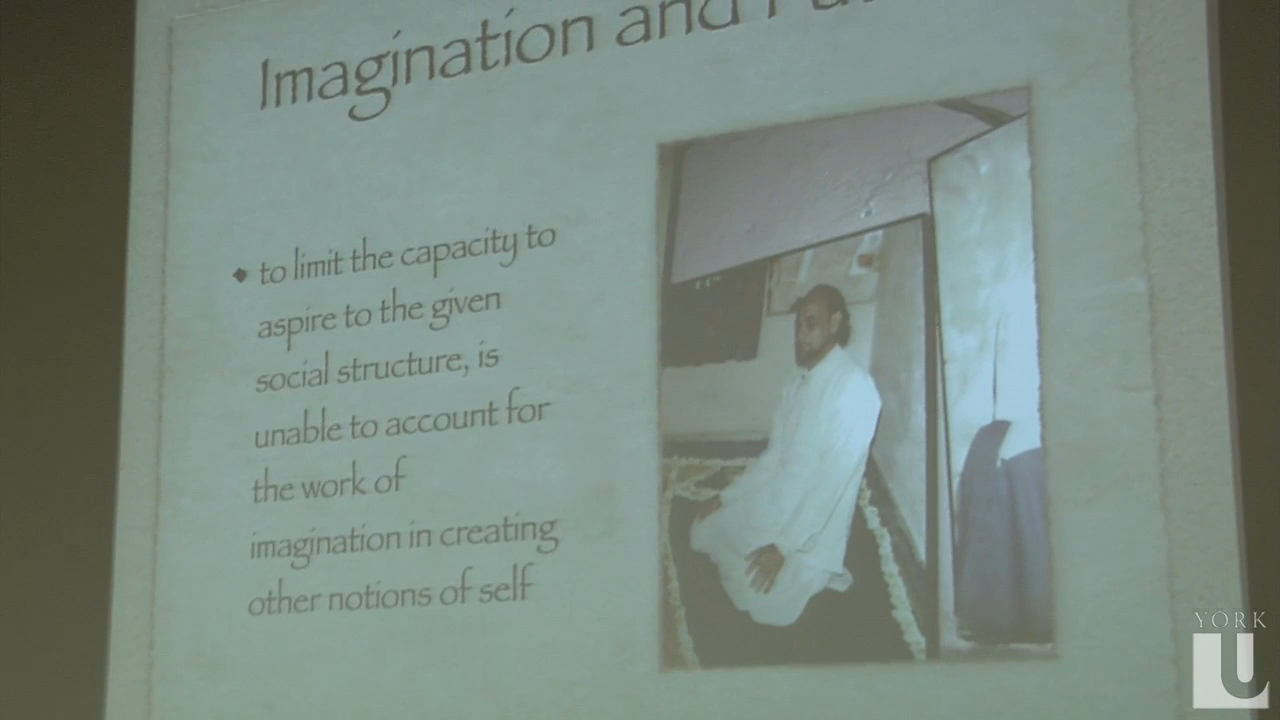 Imagination and
to limit the capacity to
aspire to the given
social structure, is
unable to account for
the work of
imagination in creating
other notions of self
YORK
U